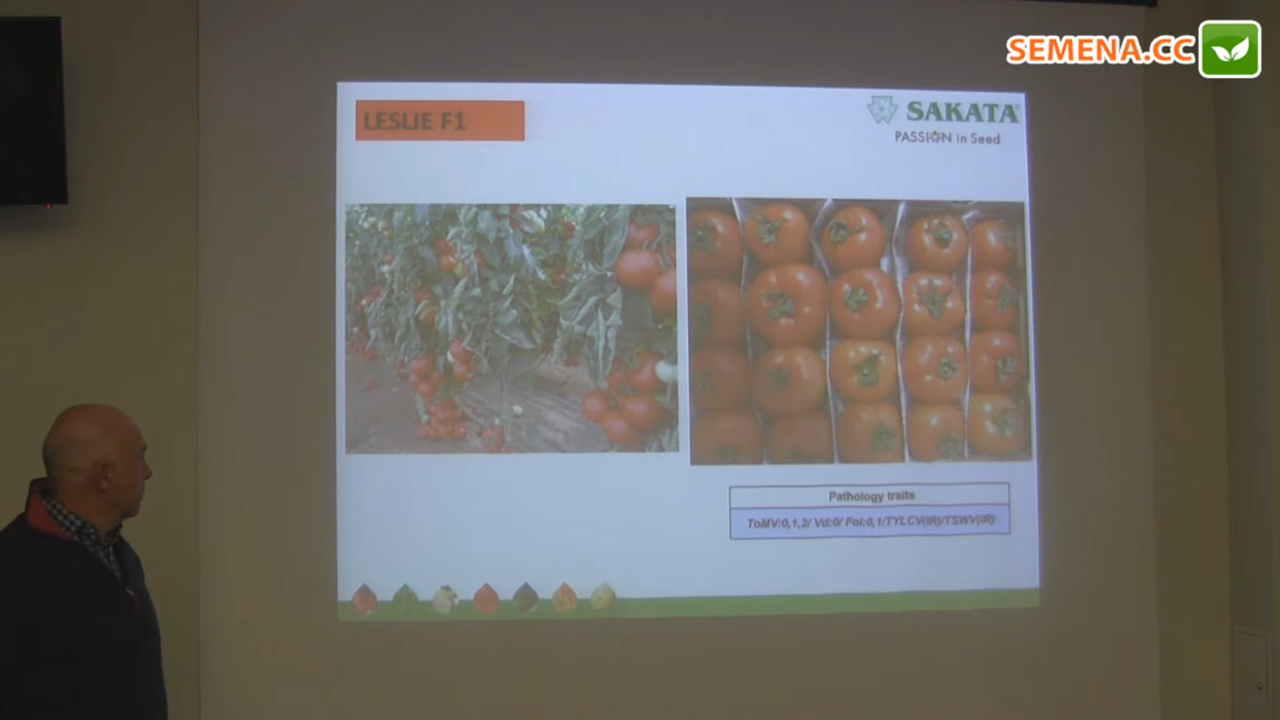 SEMENA.CC
LESLIE F1
SAKATA®
PASSION in Seed
Pathology traits
ToMV:0,1,2/ Vd:0/ Fol:0,1/TYLCV(IR)/TSWV(IR)